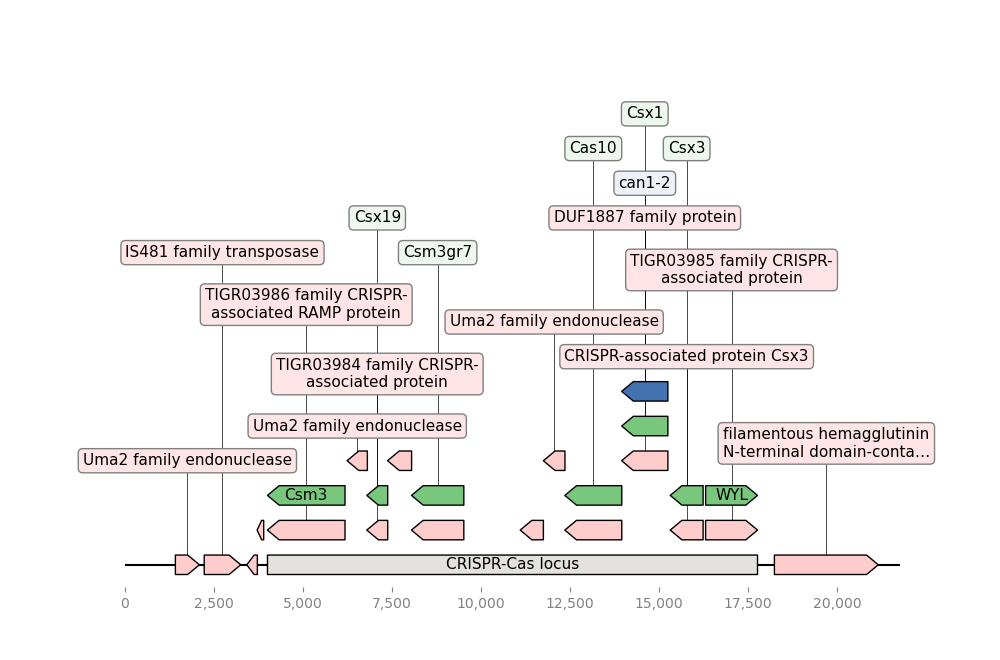 Csx1
Cas10
Csx3
can1-2
Csx19
DUF1887 family protein
IS481 family transposase
Csm3gr7
TIGR03985 family CRISPR-
associated protein
TIGR03986 family CRISPR-
associated RAMP protein
Uma2 family endonuclease
CRISPR-associated protein Csx3
TIGR03984 family CRISPR-
associated protein
Uma2 family endonuclease
filamentous hemagglutinin
N-terminal domain-conta...
Uma2 family endonuclease
Csm3
WYL
CRISPR-Cas locus
0
2,500
5,000
7,500
10,000
12,500
15,000
17,500
20,000